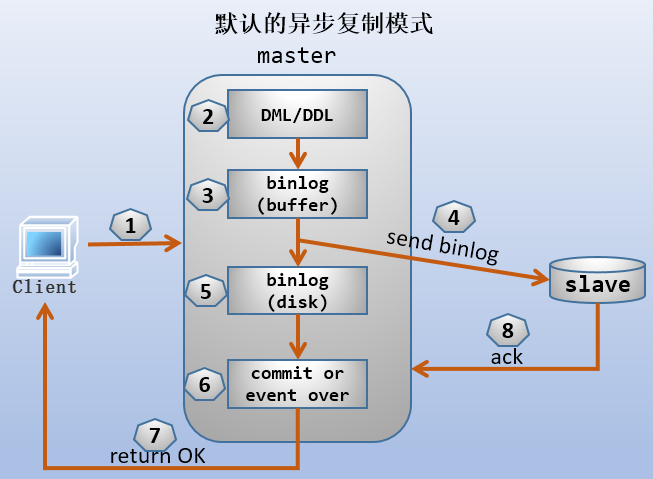 默认的异步复制模式
master
2
DML/DDL
3
binlog
(buffer)
1
4
send binlog
Client
5
binlog
(disk)
slave
8
ack
6
commit or
event over
7
return OK